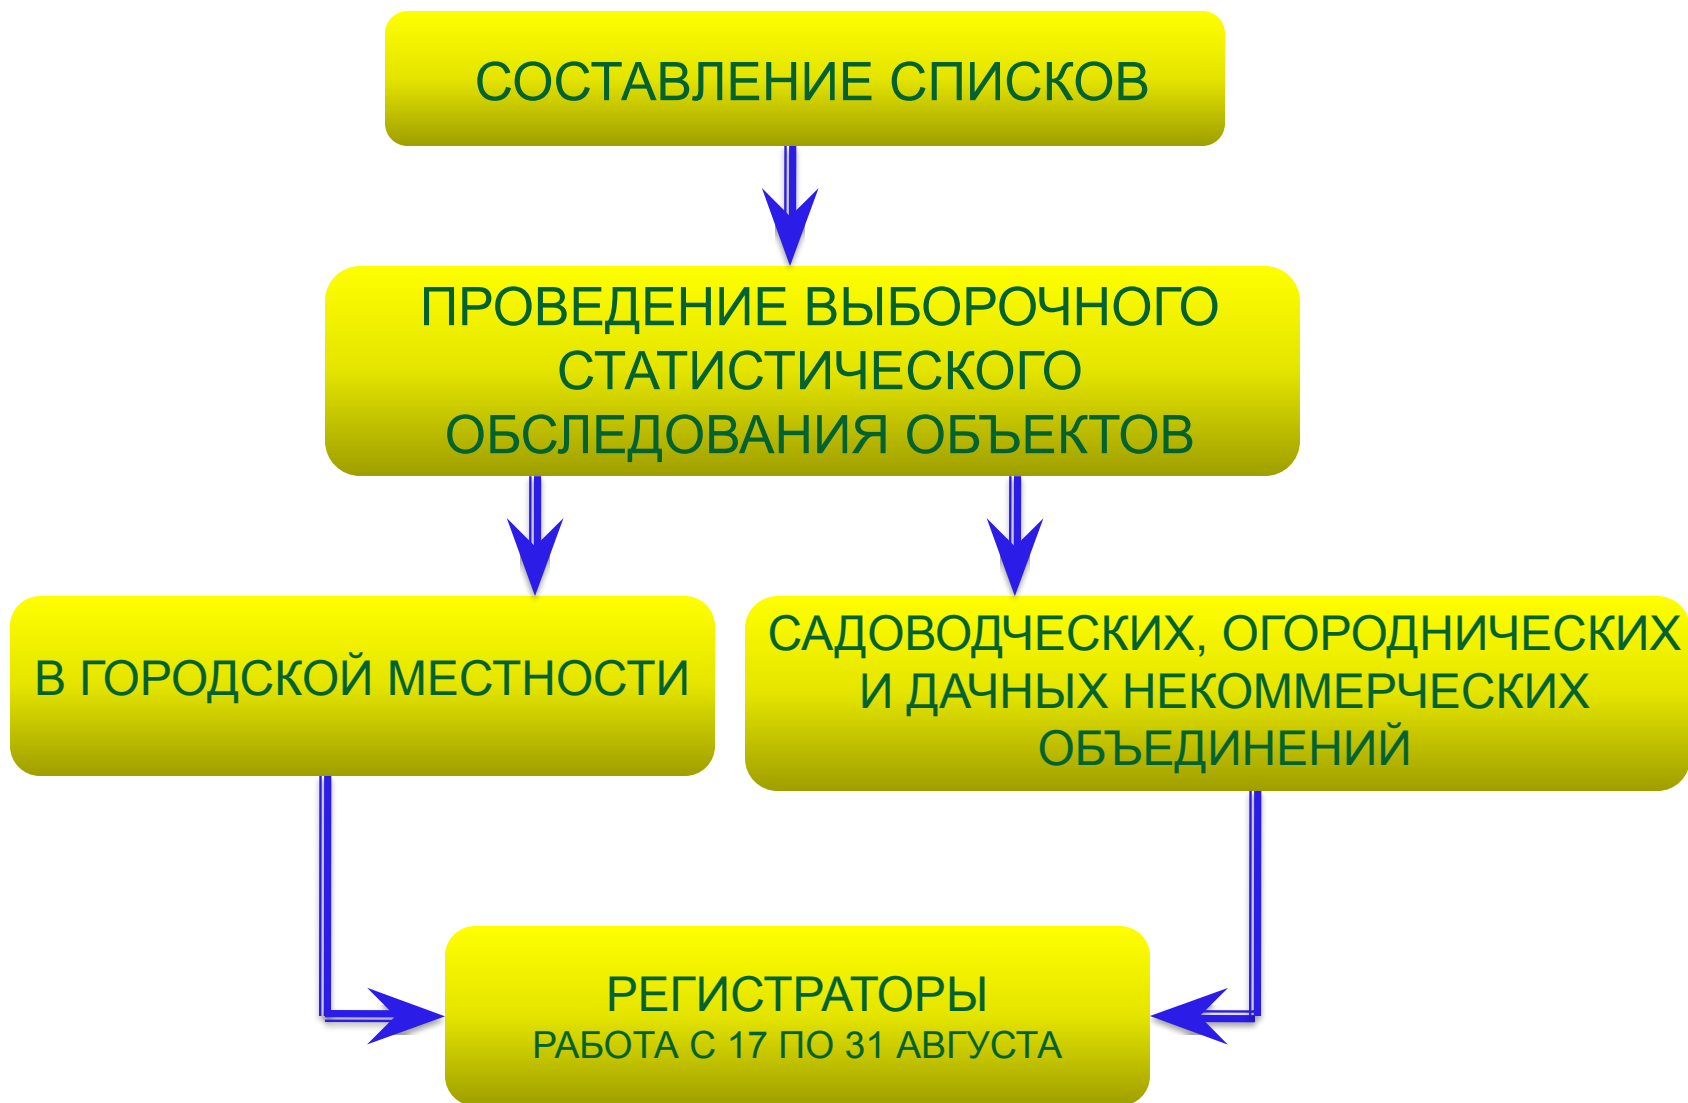 СОСТАВЛЕНИЕ СПИСКОВ
ПРОВЕДЕНИЕ ВЫБОРОЧНОГО
СТАТИСТИЧЕСКОГО
ОБСЛЕДОВАНИЯ ОБЪЕКТОВ
В ГОРОДСКОЙ МЕСТНОСТИ
САДОВОДЧЕСКИХ, ОГОРОДНИЧЕСКИХ
И ДАЧНЫХ НЕКОММЕРЧЕСКИХ
ОБЪЕДИНЕНИЙ
РЕГИСТРАТОРЫ
РАБОТА С 17 ПО 31 АВГУСТА